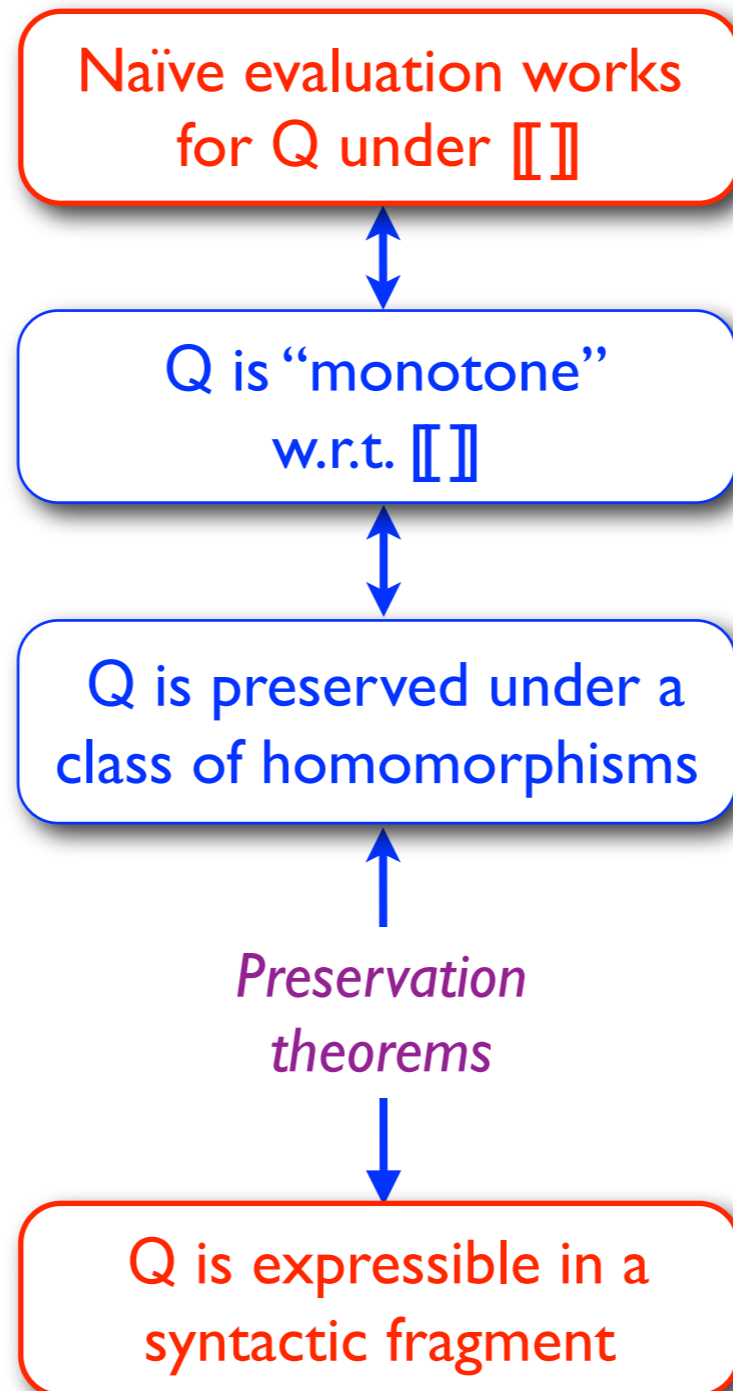 Naïve evaluation works
for Q under ⟦ ⟧
Q is “monotone”
w.r.t. ⟦ ⟧
Q is preserved under a
class of homomorphisms
Preservation
theorems
Q is expressible in a
syntactic fragment